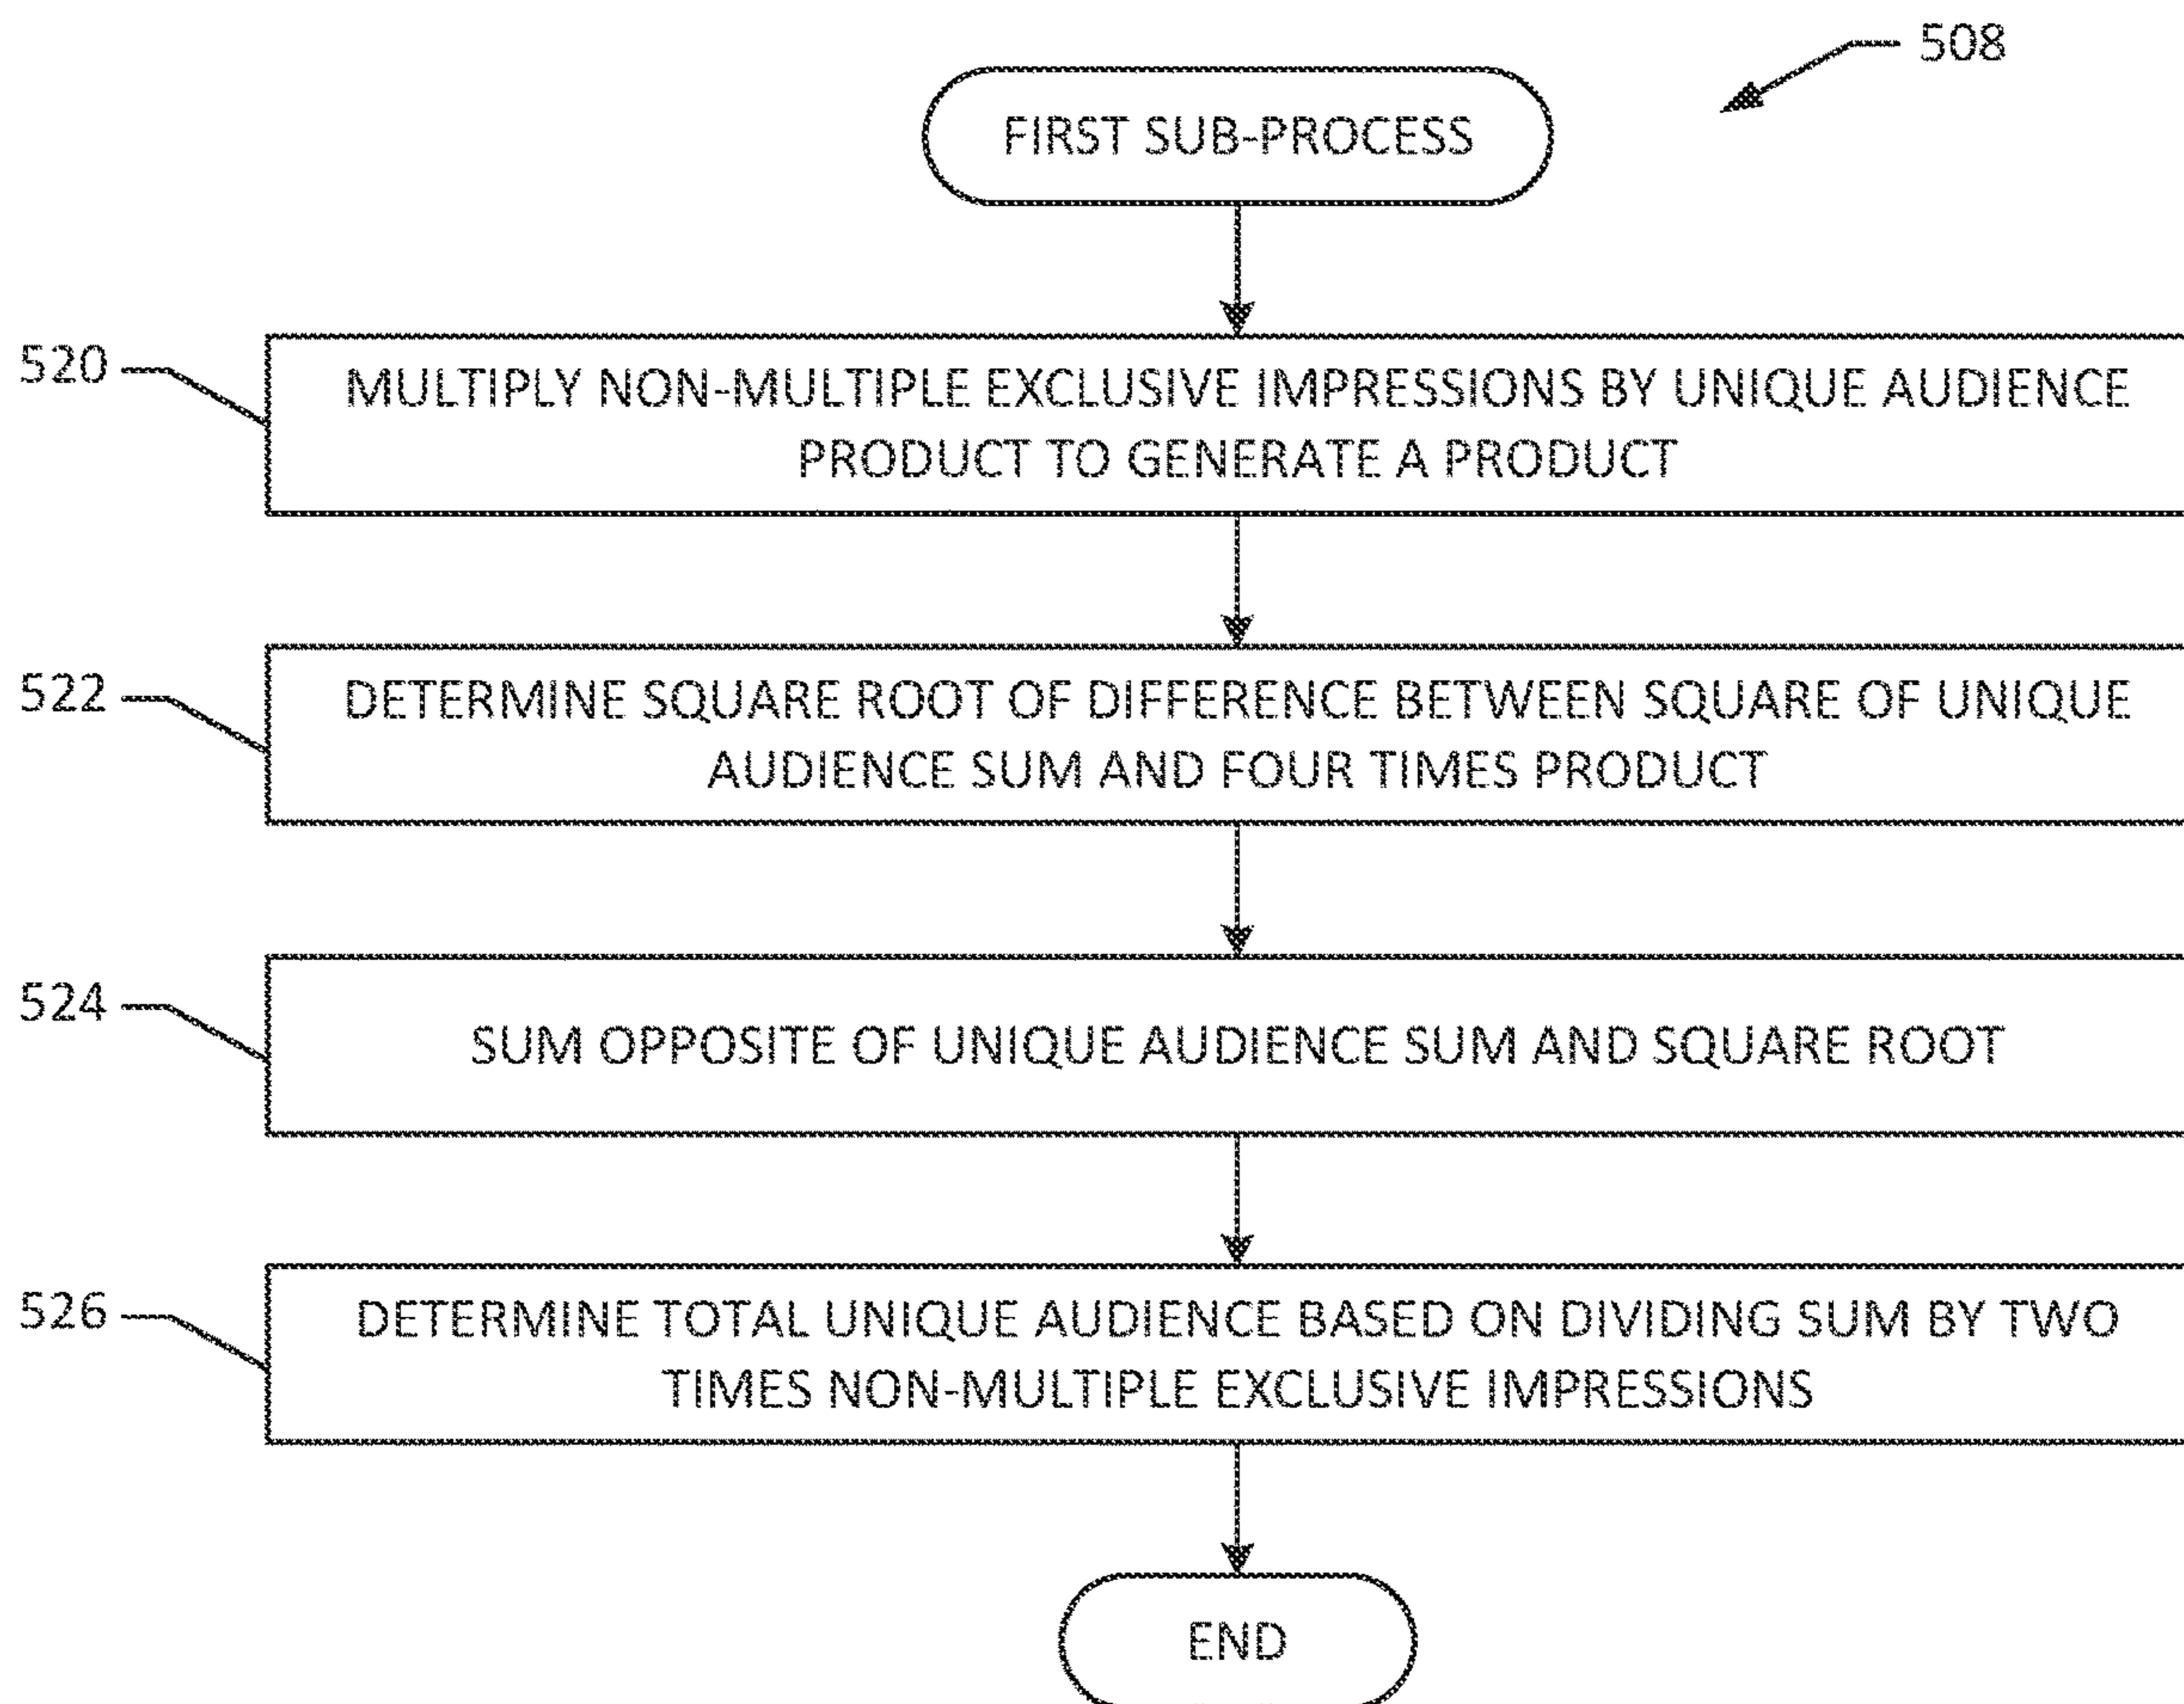 508
FIRST SUB-PROCESS
520
MULTIPLY NON-MULTIPLE EXCLUSIVE IMPRESSIONS BY UNIQUE AUDIENCE
PRODUCT TO GENERATE A PRODUCT
522
DETERMINE SQUARE ROOT OF DIFFERENCE BETWEEN SQUARE OF UNIQUE
AUDIENCE SUM AND FOUR TIMES PRODUCT
524
SUM OPPOSITE OF UNIQUE AUDIENCE SUM AND SQUARE ROOT
526
DETERMINE TOTAL UNIQUE AUDIENCE BASED ON DIVIDING SUM BY TWO
TIMES NON-MULTIPLE EXCLUSIVE IMPRESSIONS
END